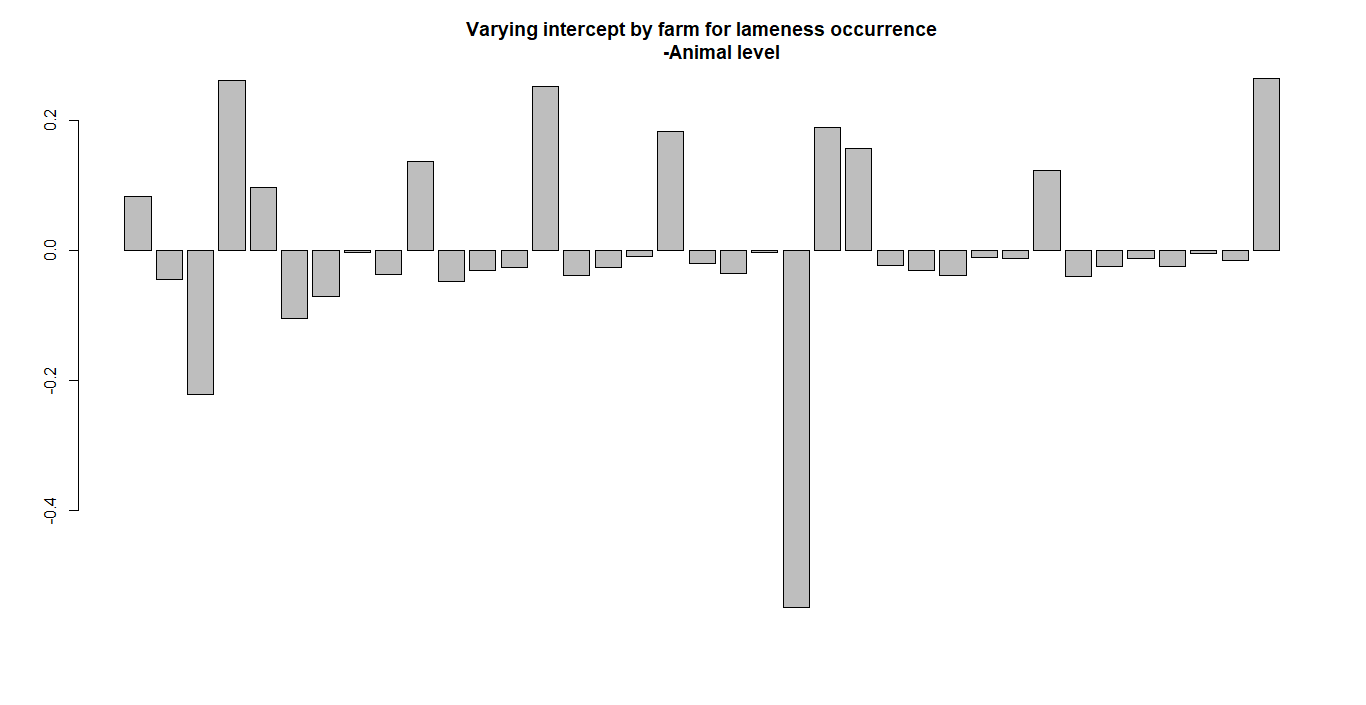 Varying intercept by farm for lameness occurrence
-Animal level
0.2
0.0
-0.2
-0.4